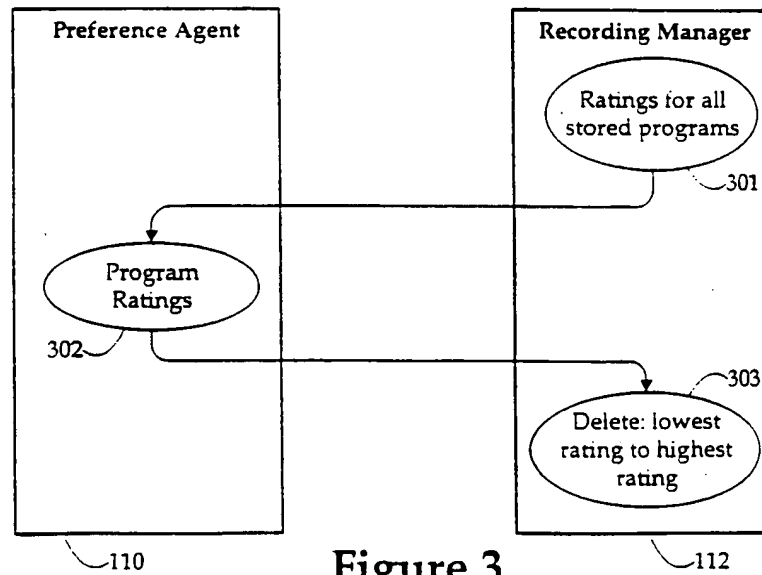 Preference Agent
Recording Manager
Ratings for all
stored programs
301
Program
Ratings
302
303
Delete: lowest
rating to highest
rating
110
Figure 3
112